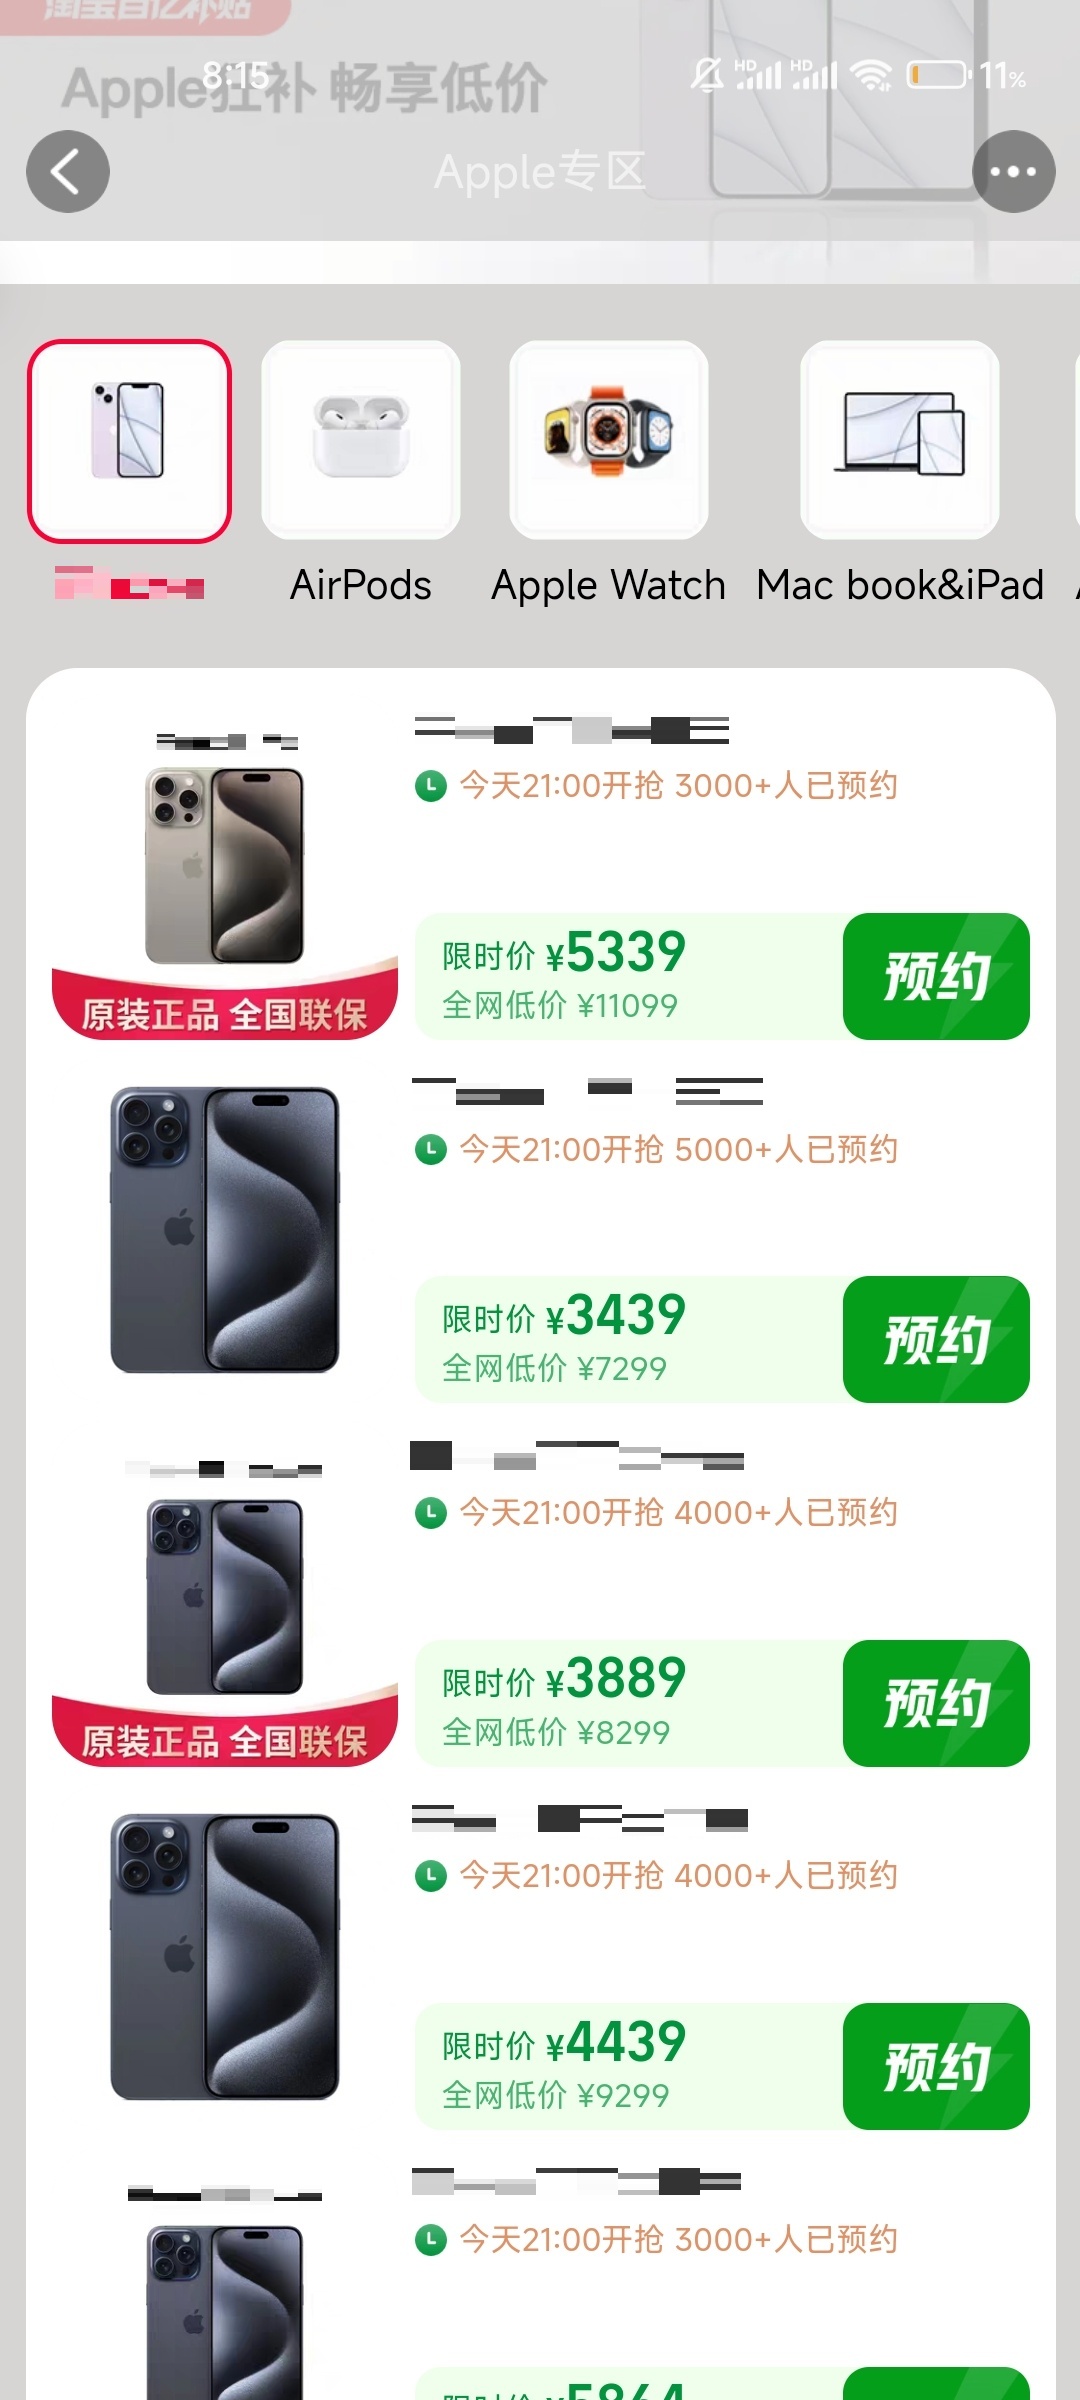 淘宝百亿补贴
Apple狂补 畅享低价
8:15
HD HD 11%
Apple专区
AirPods
Apple Watch
Mac book&iPad
今天21:00开抢 3000+人已预约
限时价 ¥5339
全网低价 ¥11099
预约
原装正品 全国联保
今天21:00开抢 5000+人已预约
限时价 ¥3439
全网低价 ¥7299
预约
今天21:00开抢 4000+人已预约
限时价 ¥3889
全网低价 ¥8299
预约
原装正品 全国联保
今天21:00开抢 4000+人已预约
限时价 ¥4439
全网低价 ¥9299
预约
今天21:00开抢 3000+人已预约
限时价 ¥5864